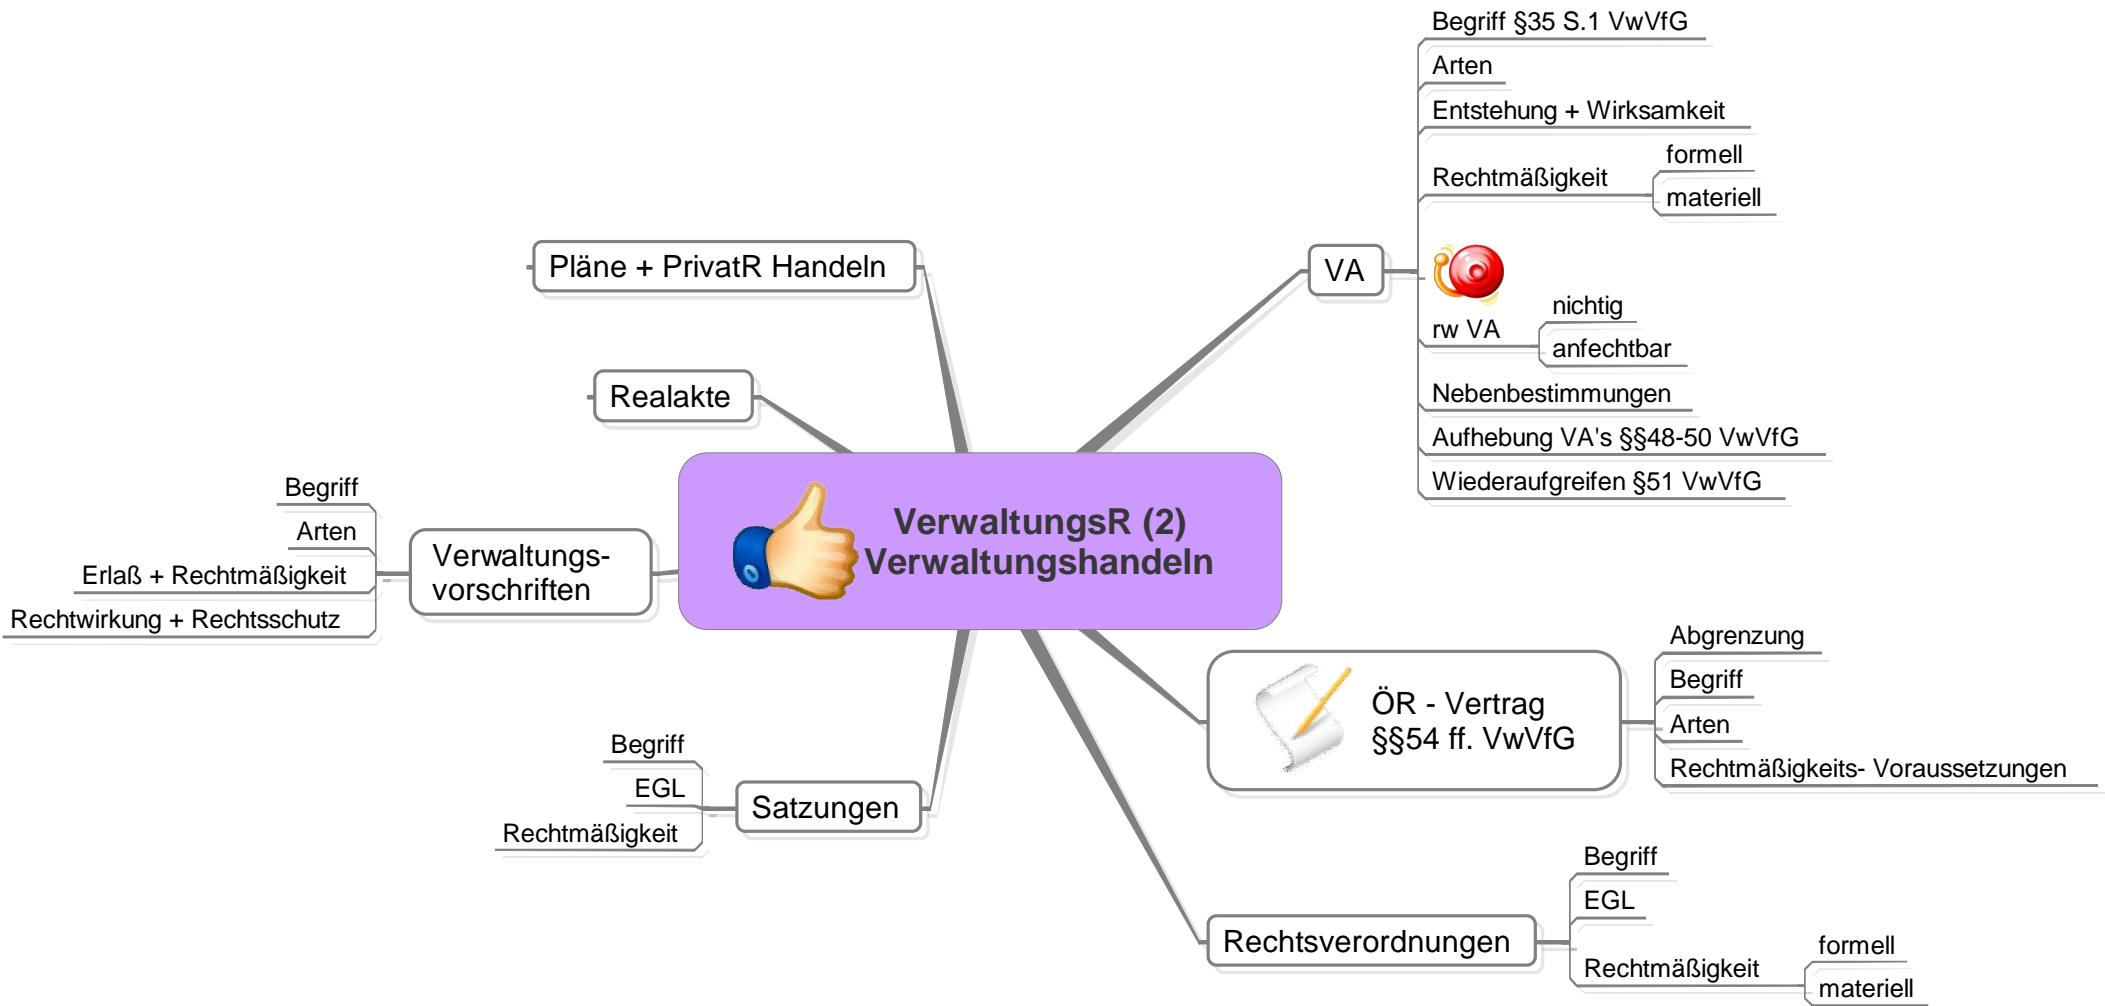 VerwaltungsR (2)
Verwaltungshandeln
VA
Begriff §35 S.1 VwVfG
Arten
Entstehung + Wirksamkeit
Rechtmäßigkeit
formell
materiell
rw VA
nichtig
anfechtbar
Nebenbestimmungen
Aufhebung VA's §§48-50 VwVfG
Wiederaufgreifen §51 VwVfG
ÖR - Vertrag
§§54 ff. VwVfG
Abgrenzung
Begriff
Arten
Rechtmäßigkeits- Voraussetzungen
Rechtsverordnungen
Begriff
EGL
Rechtmäßigkeit
formell
materiell
Satzungen
Begriff
EGL
Rechtmäßigkeit
Verwaltungs-
vorschriften
Begriff
Arten
Erlaß + Rechtmäßigkeit
Rechtwirkung + Rechtsschutz
Realakte
Pläne + PrivatR Handeln